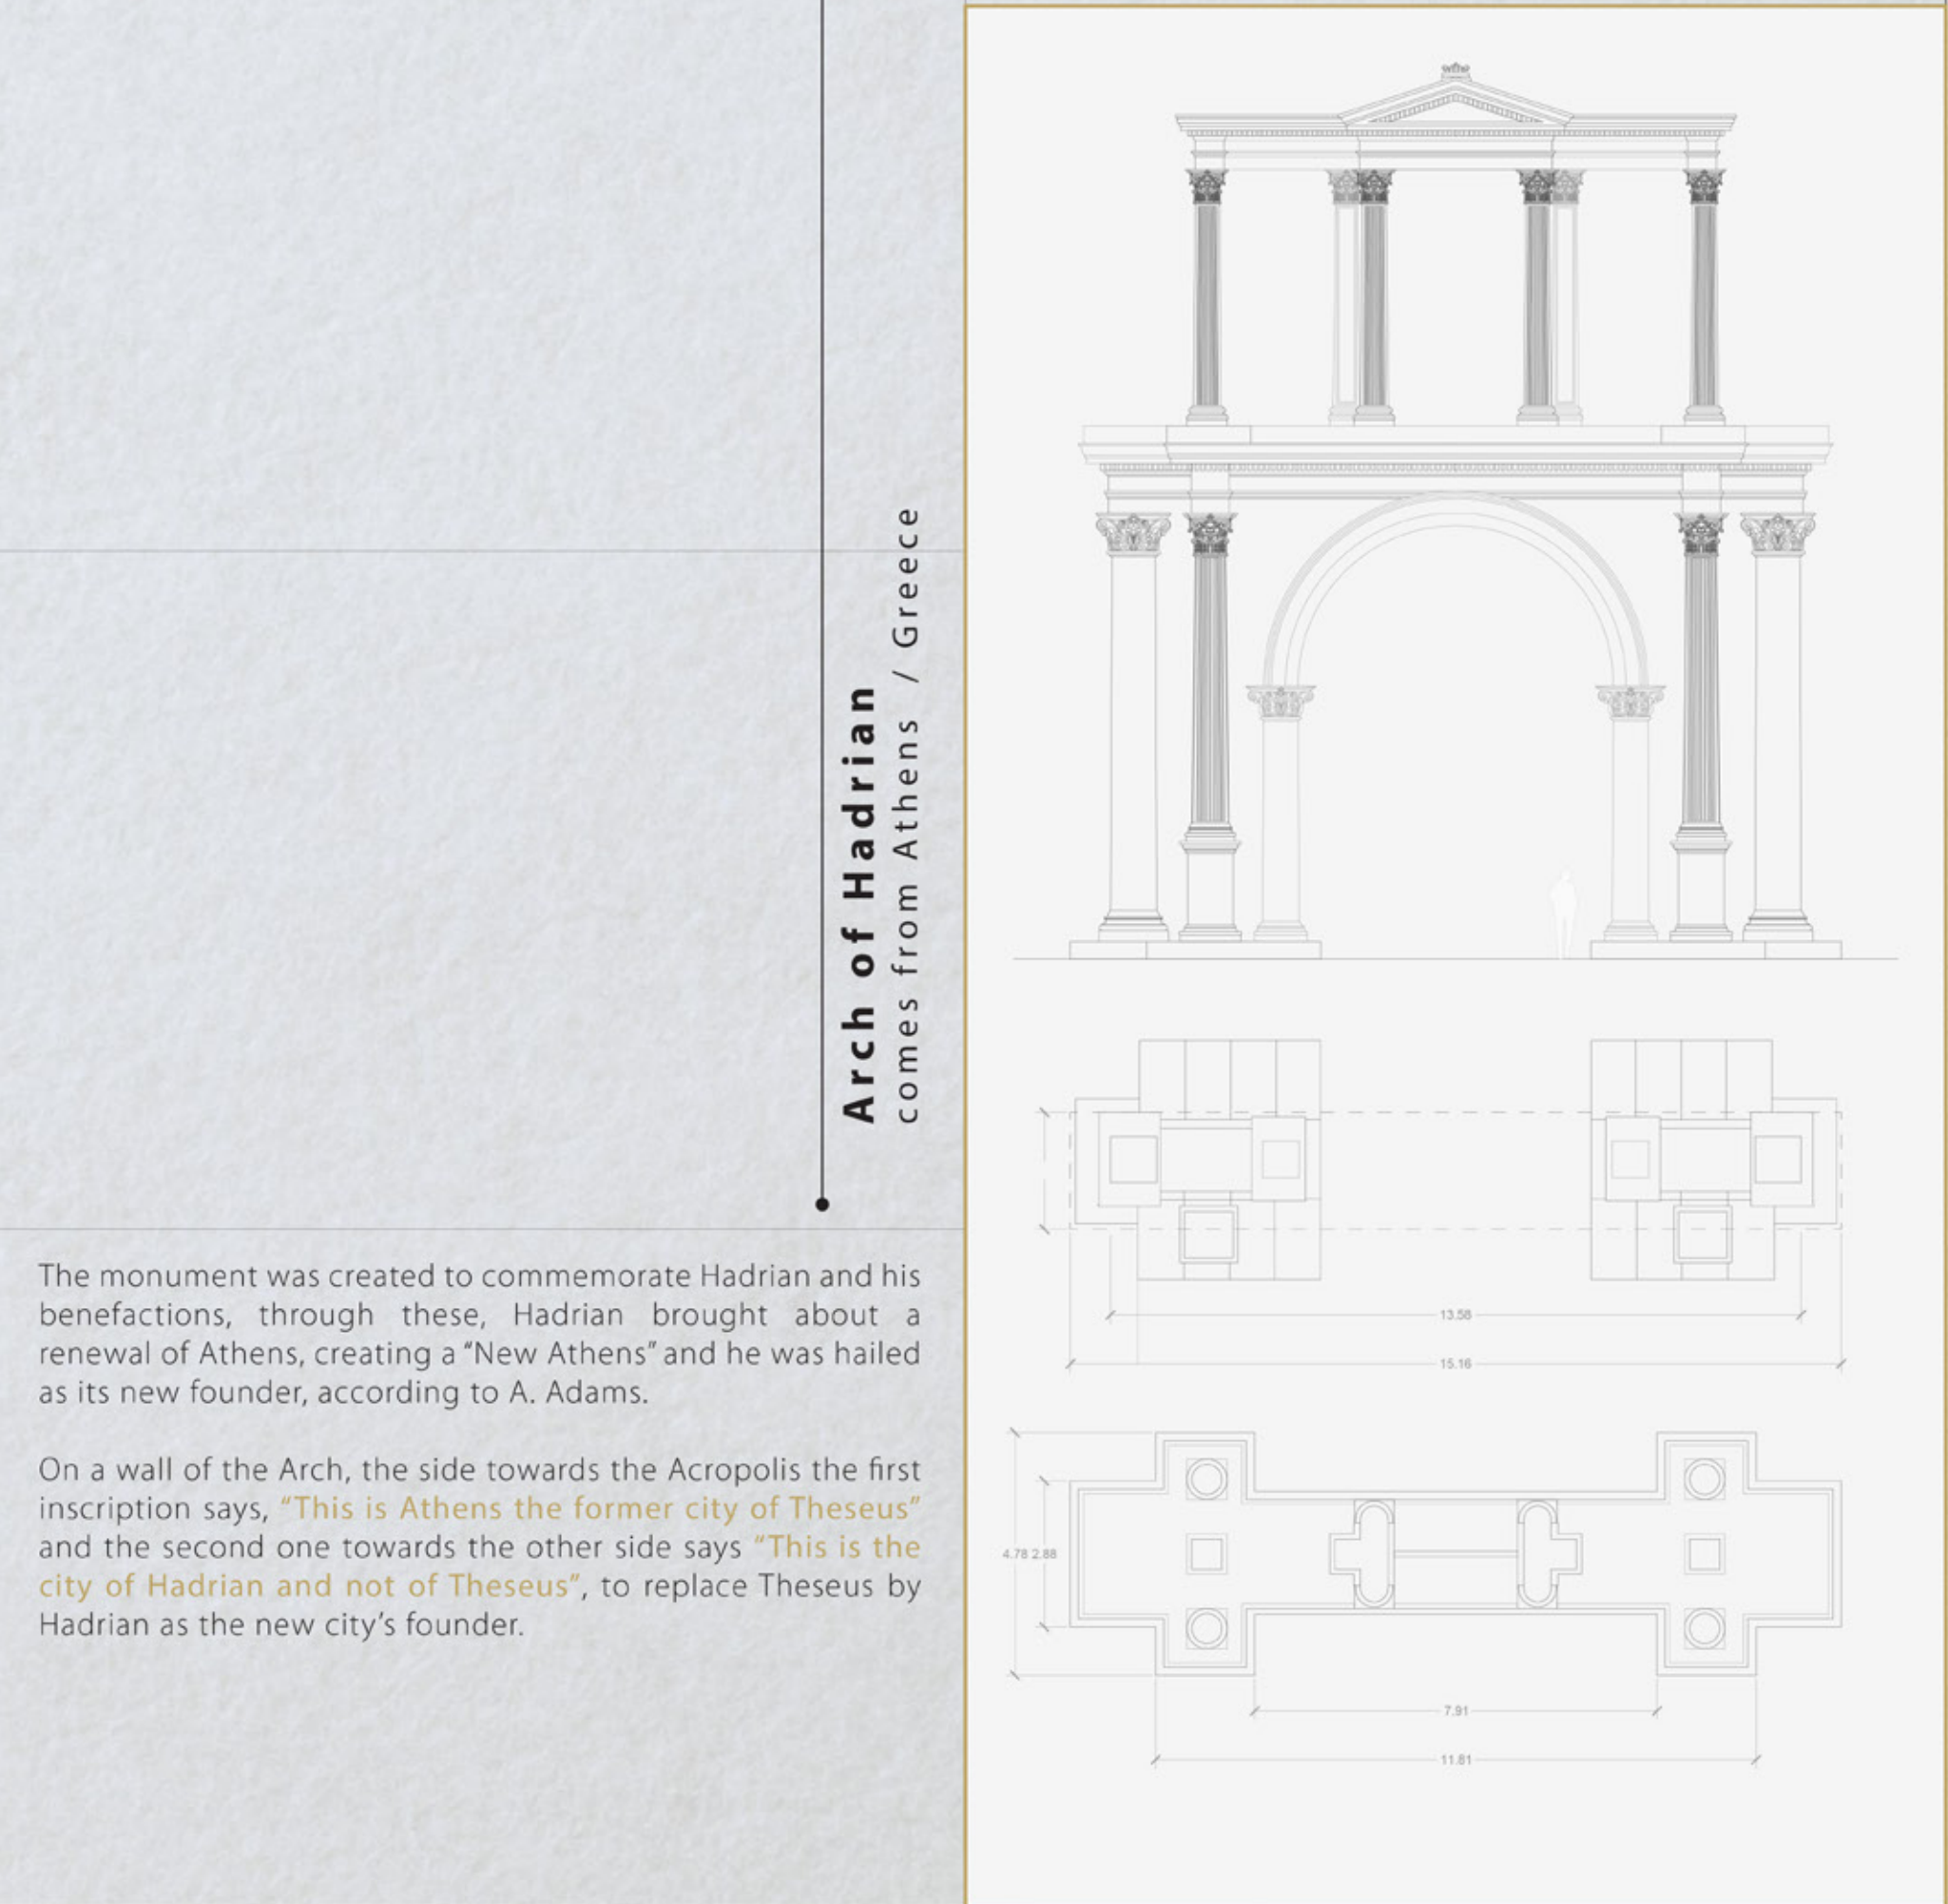 Arch of Hadrian
comes from Athens / Greece
The monument was created to commemorate Hadrian and his
benefactions, through these, Hadrian brought about a
renewal of Athens, creating a “New Athens” and he was hailed
as its new founder, according to A. Adams.
On a wall of the Arch, the side towards the Acropolis the first
inscription says, “This is Athens the former city of Theseus”
and the second one towards the other side says “This is the
city of Hadrian and not of Theseus”, to replace Theseus by
Hadrian as the new city’s founder.
13.58
15.16
4.78 2.88
7.91
11.81